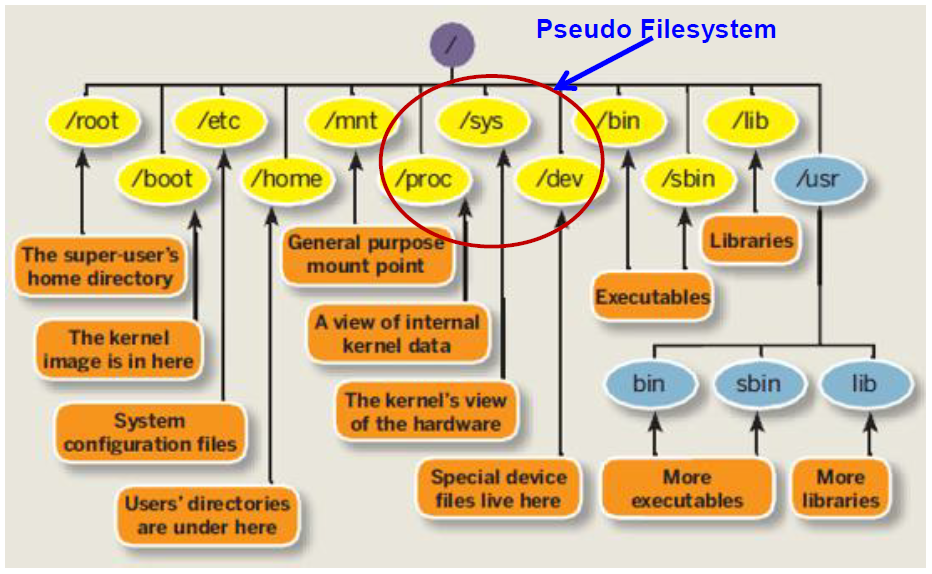 Pseudo Filesystem
/
/root
/etc
/mnt
/sys
/bin
/lib
/boot
/home
/proc
/dev
/sbin
/usr
The super-user's
home directory
General purpose
mount point
Libraries
Executables
The kernel
image is in here
A view of internal
kernel data
The kernel's view
of the hardware
bin
sbin
lib
System
configuration files
Special device
files live here
More
executables
More
libraries
Users' directories
are under here